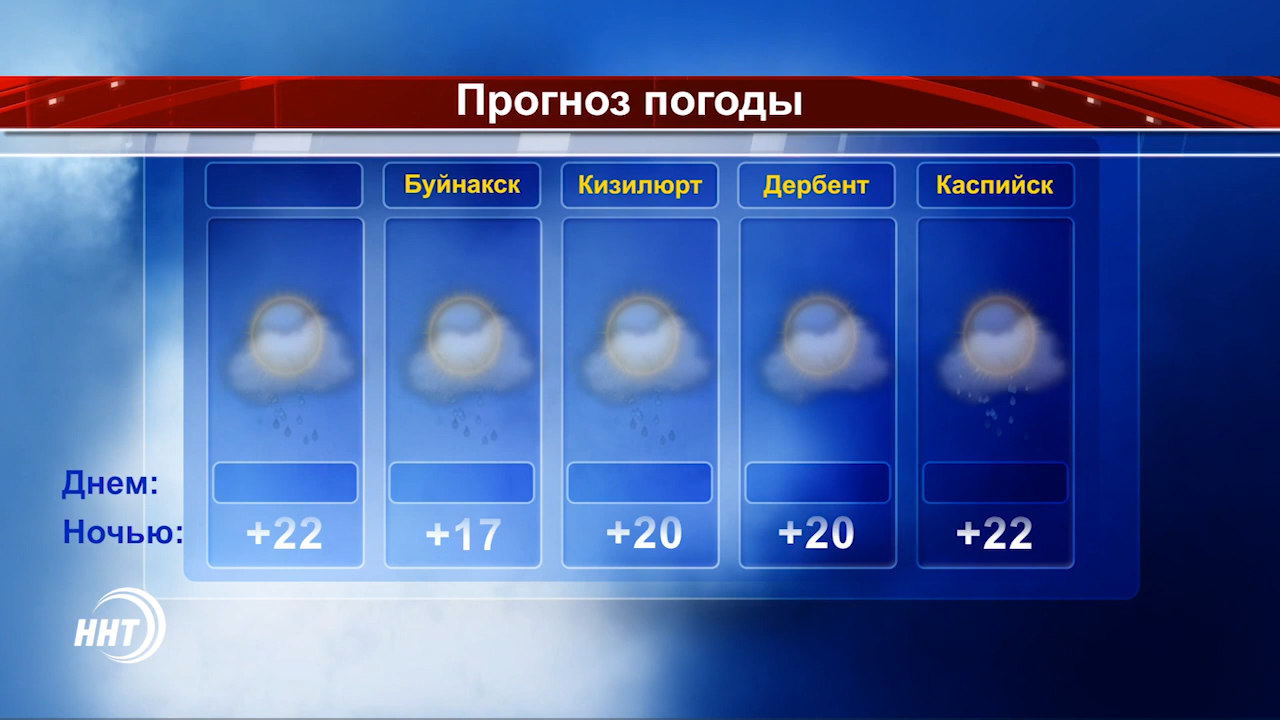 Прогноз погоды
Буйнакск Кизилюрт Дербент Каспийск
Днем:
Ночью: +22 +17 +20 +20 +22
ННТ